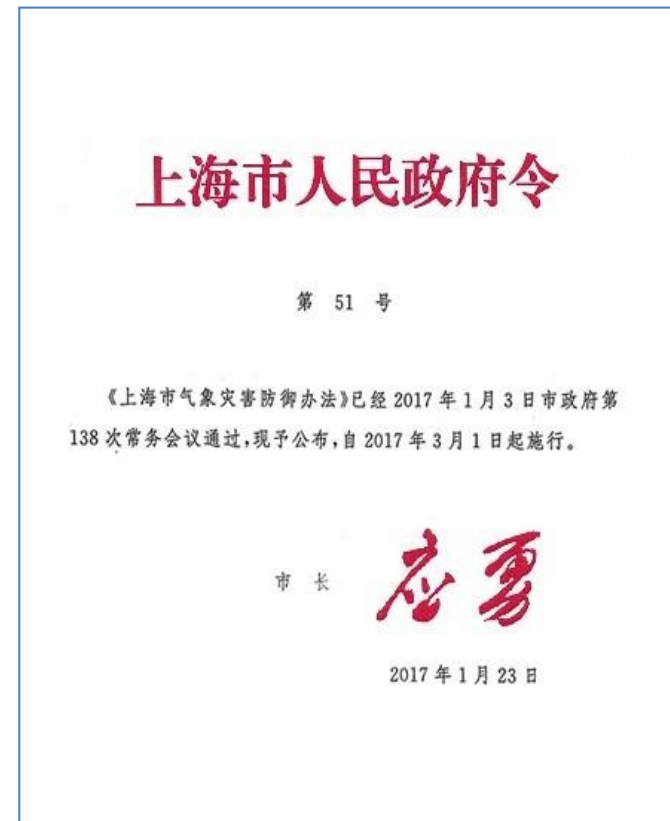 上海市人民政府令
第 51 号
《上海市气象灾害防御办法》已经 2017 年 1 月 3 日市政府第
138 次常务会议通过,现予公布,自 2017 年 3 月 1 日起施行。
市 长 应勇
2017 年 1 月 23 日